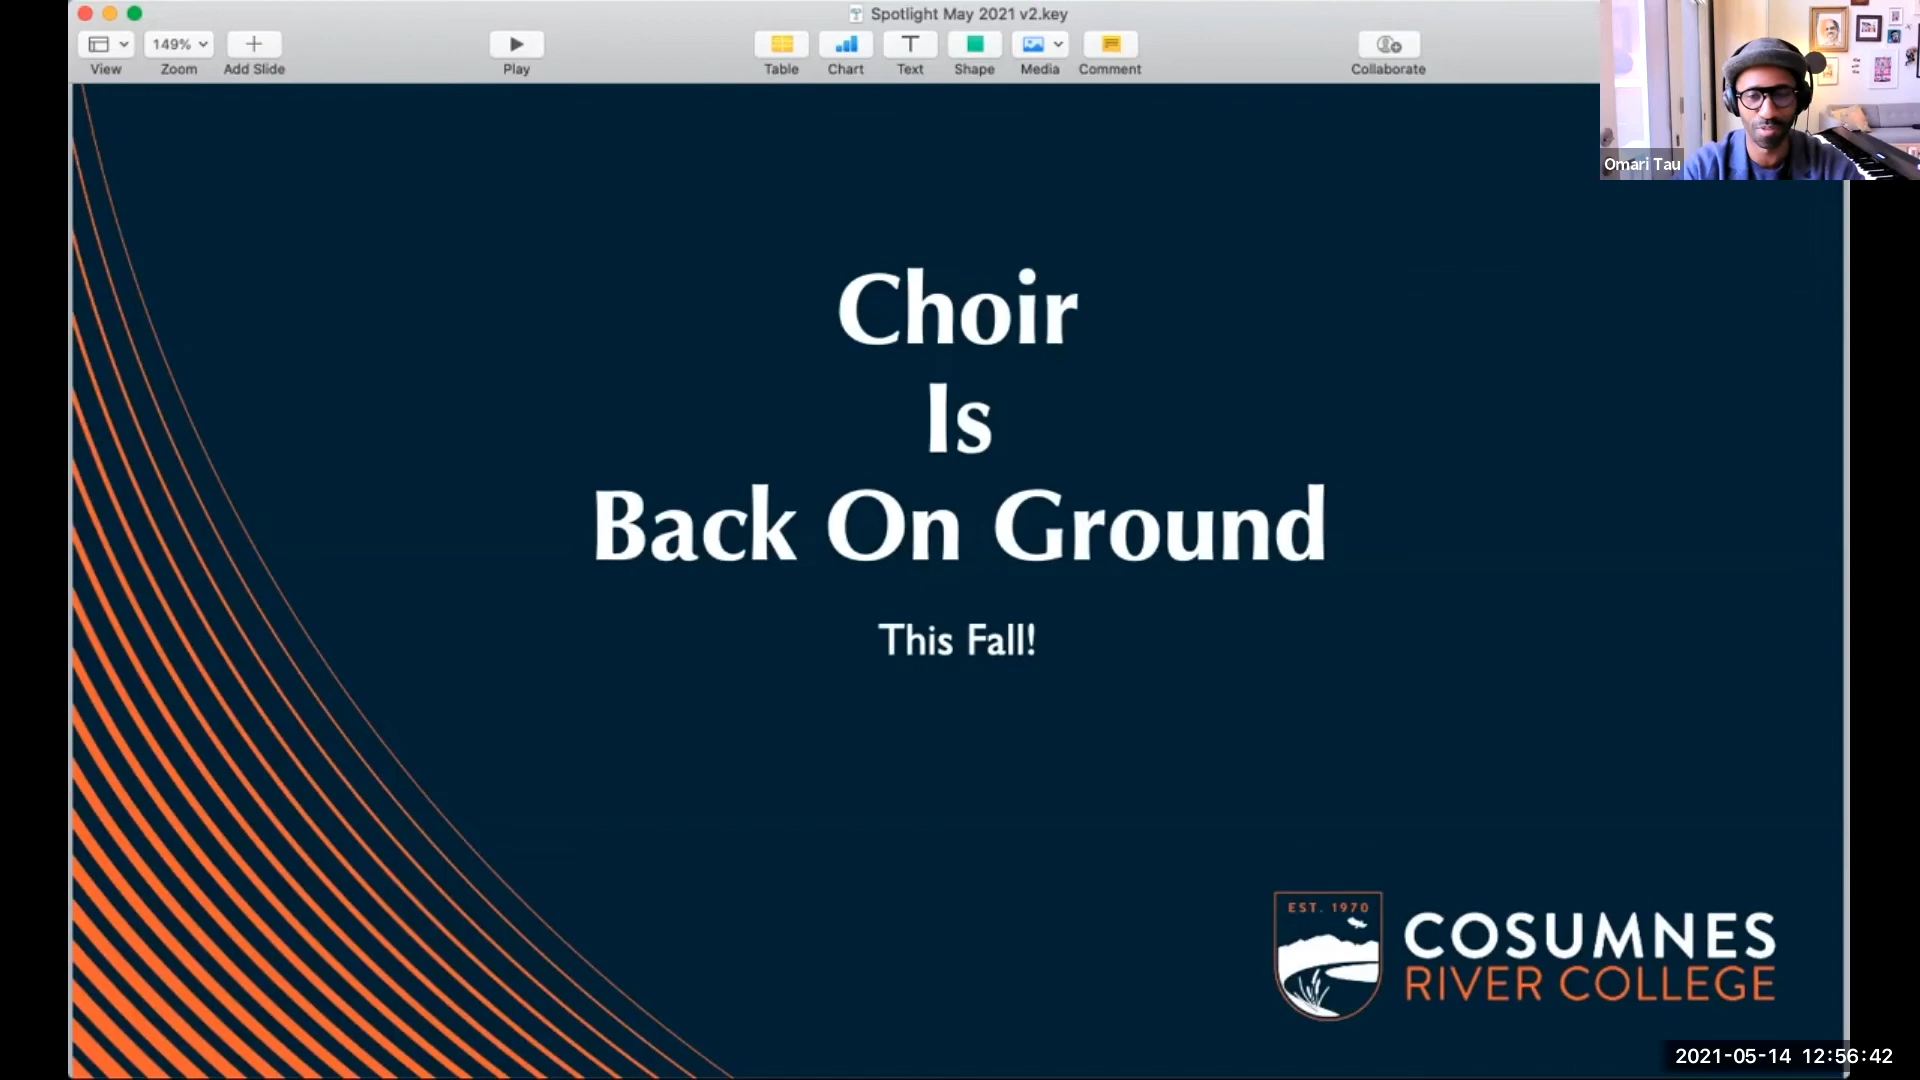 Spotlight May 2021 v2.key
149%
View
Zoom
Add Slide
Play
Table
Chart
Text
Shape
Media
Comment
Collaborate
Omari Tau
Choir
Is
Back On Ground
This Fall!
EST. 1970
COSUMNES
RIVER COLLEGE
2021-05-14 12:56:42